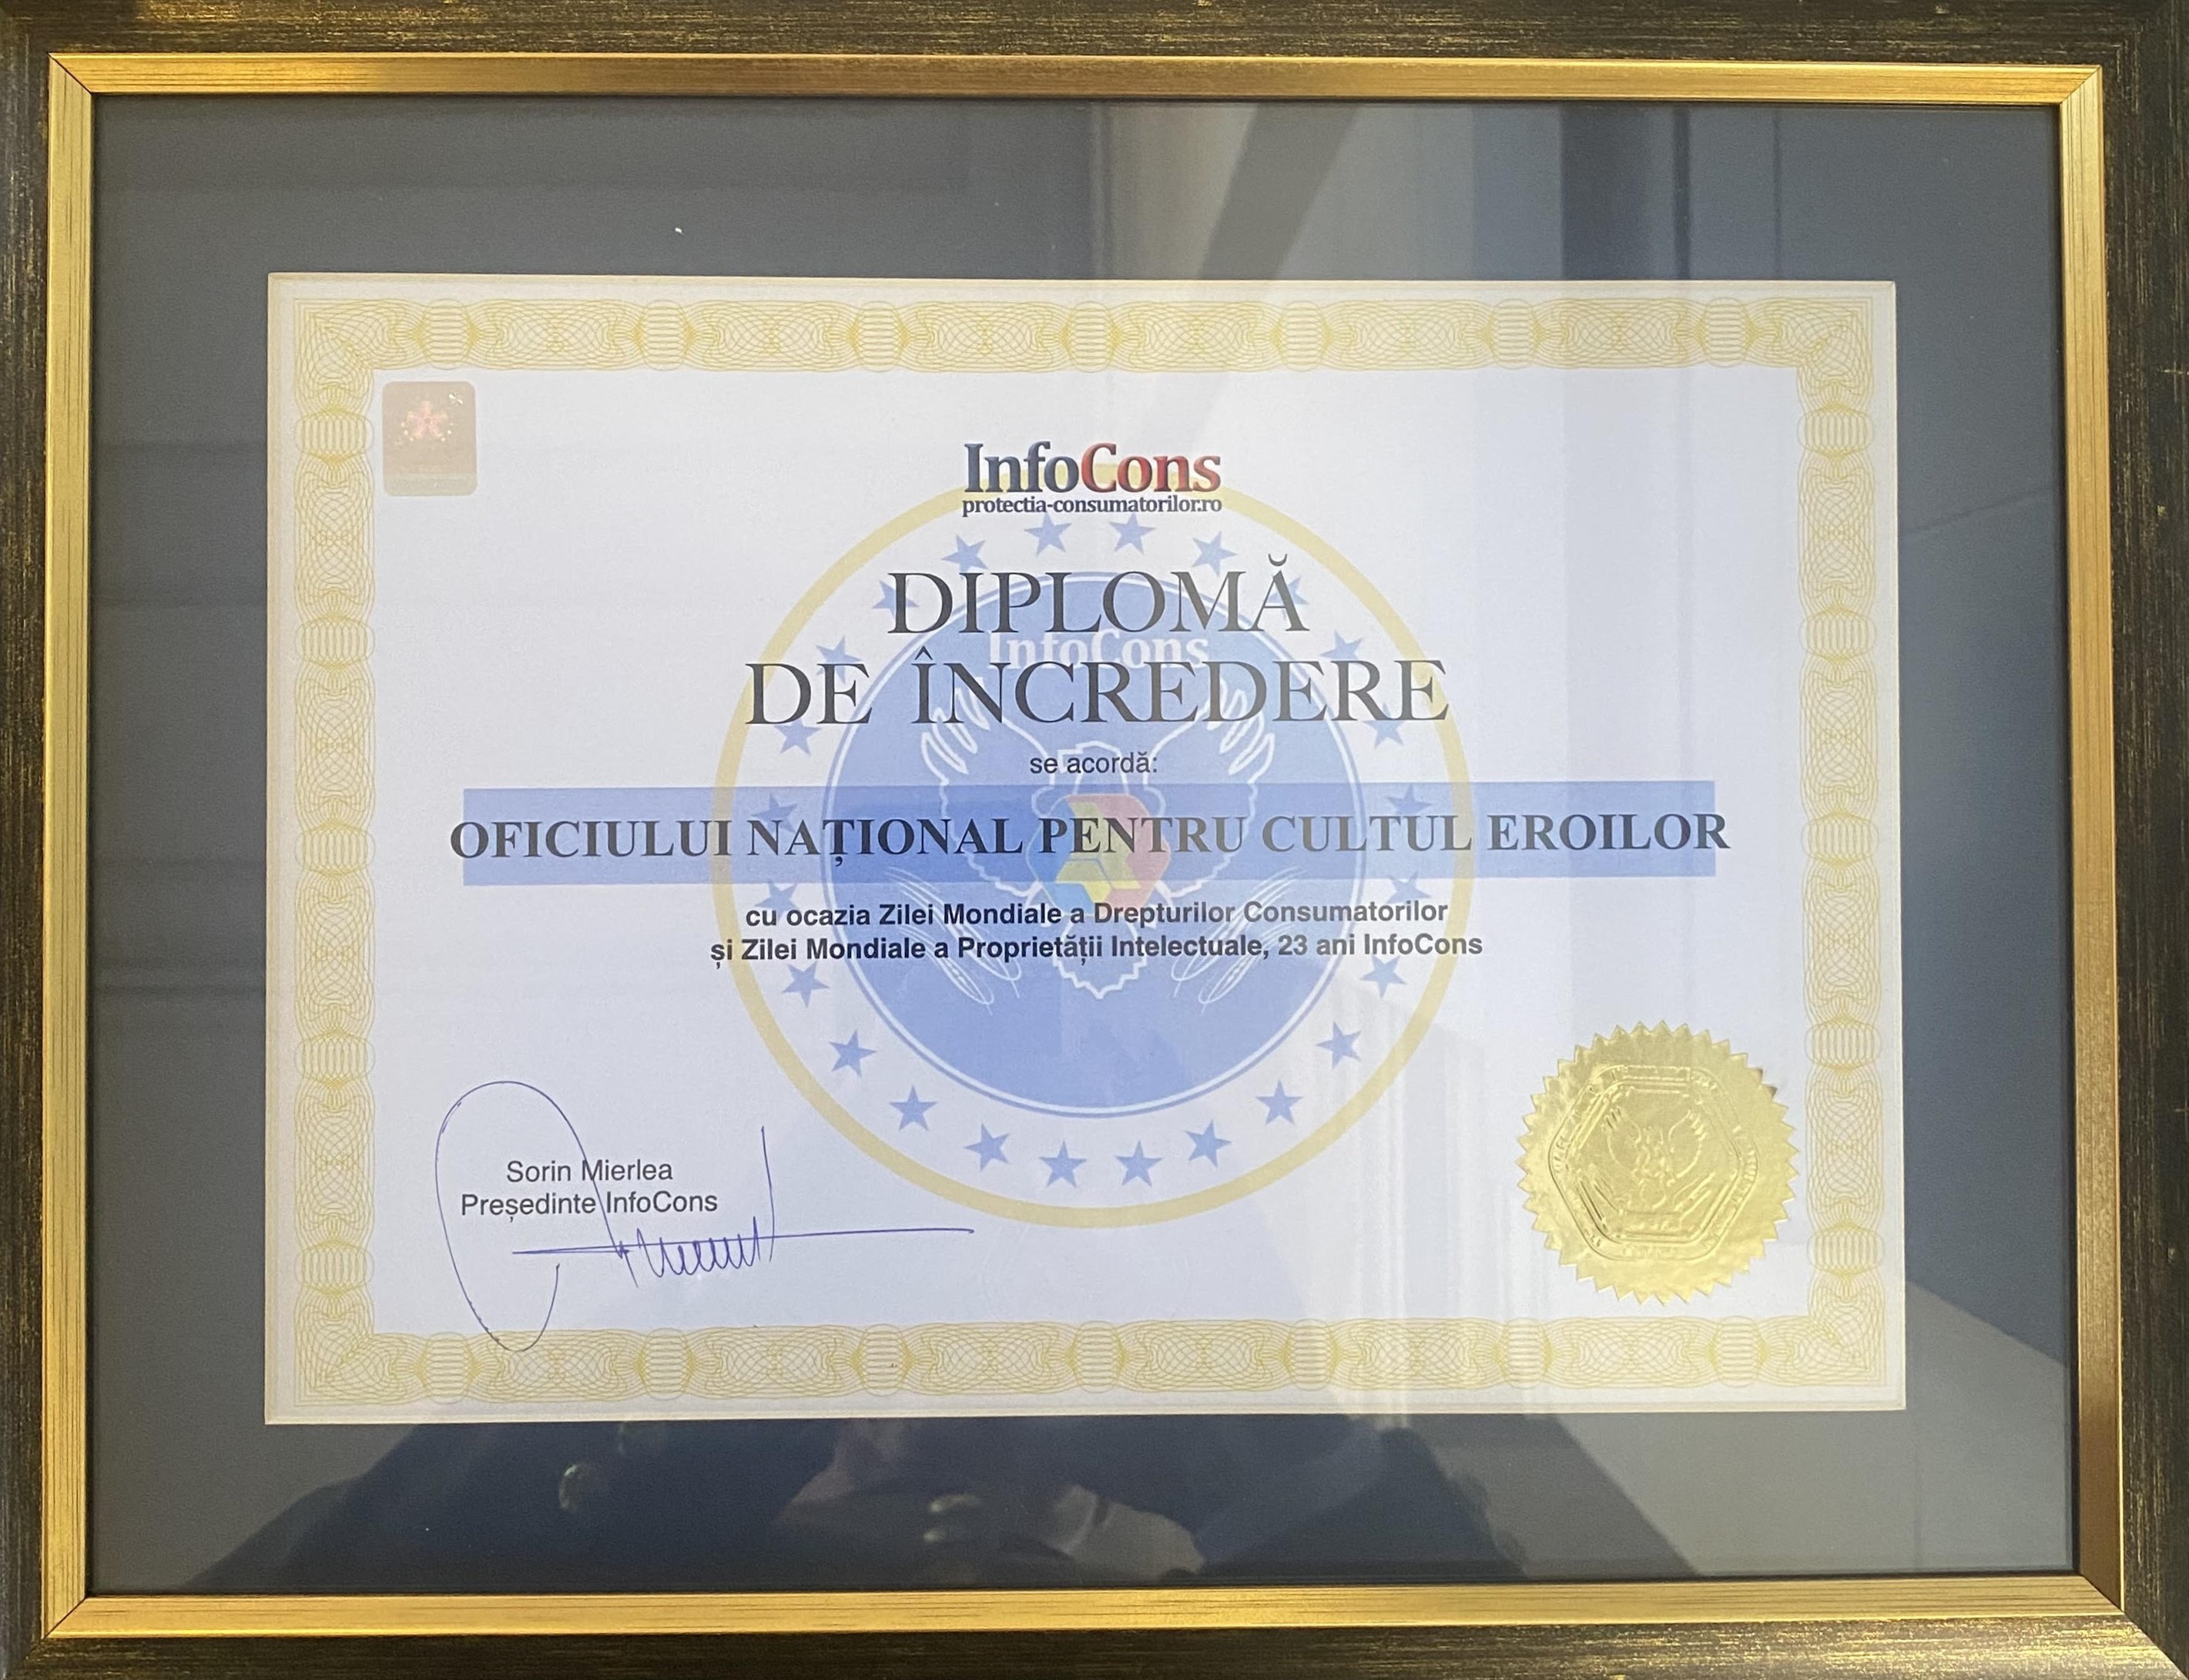 InfoCons
protectia-consumatorilor.ro
DIPLOMĂ
InfoCons
DE ÎNCREDERE
se acordă:
OFICIULUI NAȚIONAL PENTRU CULTUL EROILOR
cu ocazia Zilei Mondiale a Drepturilor Consumatorilor
și Zilei Mondiale a Proprietății Intelectuale, 23 ani InfoCons
Sorin Mierlea
Președinte InfoCons